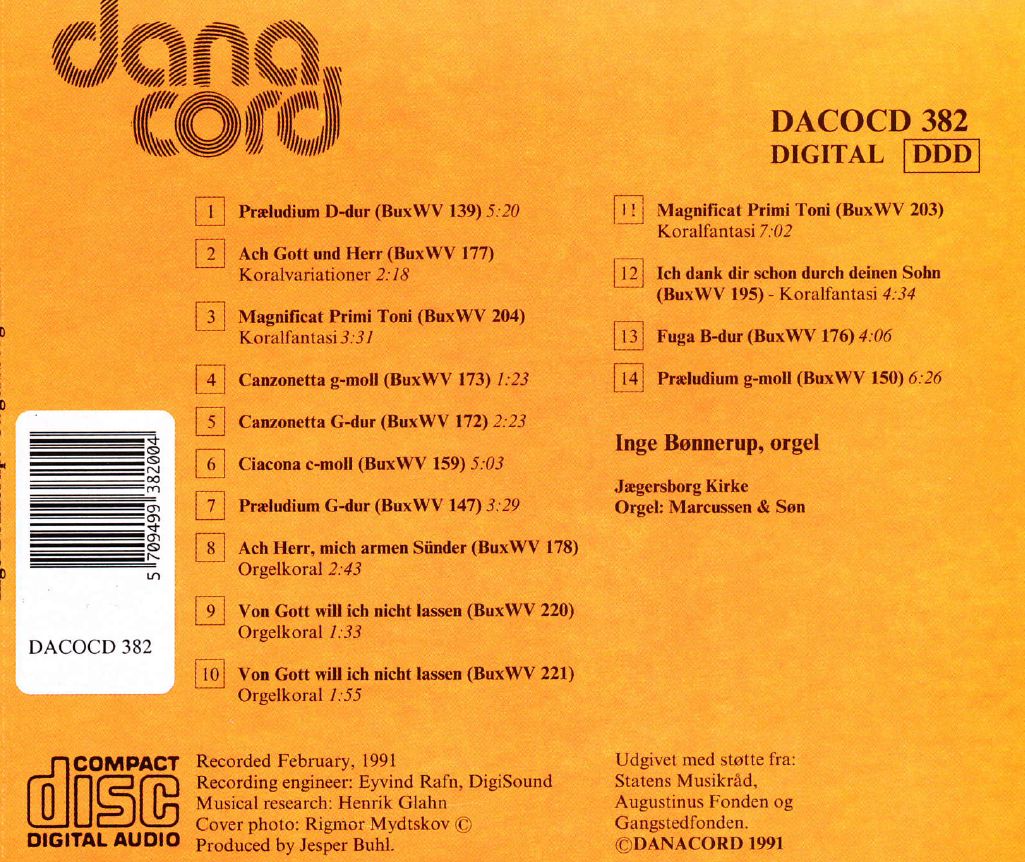 dana
cord
DACOCD 382
DIGITAL DDD
1 Præludium D-dur (BuxWV 139) 5:20
2 Ach Gott und Herr (BuxWV 177)
Koralvariationer 2:18
3 Magnificat Primi Toni (BuxWV 204)
Koralfantasi 3:31
4 Canzonetta g-moll (BuxWV 173) 1:23
5 Canzonetta G-dur (BuxWV 172) 2:23
6 Ciacona c-moll (BuxWV 159) 5:03
7 Præludium G-dur (BuxWV 147) 3:29
8 Ach Herr, mich armen Sünder (BuxWV 178)
Orgelkoral 2:43
9 Von Gott will ich nicht lassen (BuxWV 220)
Orgelkoral 1:33
10 Von Gott will ich nicht lassen (BuxWV 221)
Orgelkoral 1:55
11 Magnificat Primi Toni (BuxWV 203)
Koralfantasi 7:02
12 Ich dank dir schon durch deinen Sohn
(BuxWV 195) - Koralfantasi 4:34
13 Fuga B-dur (BuxWV 176) 4:06
14 Præludium g-moll (BuxWV 150) 6:26
Inge Bønnerup, orgel
Jægersborg Kirke
Orgel: Marcussen & Søn
5 709499 382004
DACOCD 382
COMPACT
disc
DIGITAL AUDIO
Recorded February, 1991
Recording engineer: Eyvind Rafn, DigiSound
Musical research: Henrik Glahn
Cover photo: Rigmor Mydtskov ©
Produced by Jesper Buhl.
Udgivet med støtte fra:
Statens Musikråd,
Augustinus Fonden og
Gangstedfonden.
©DANACORD 1991